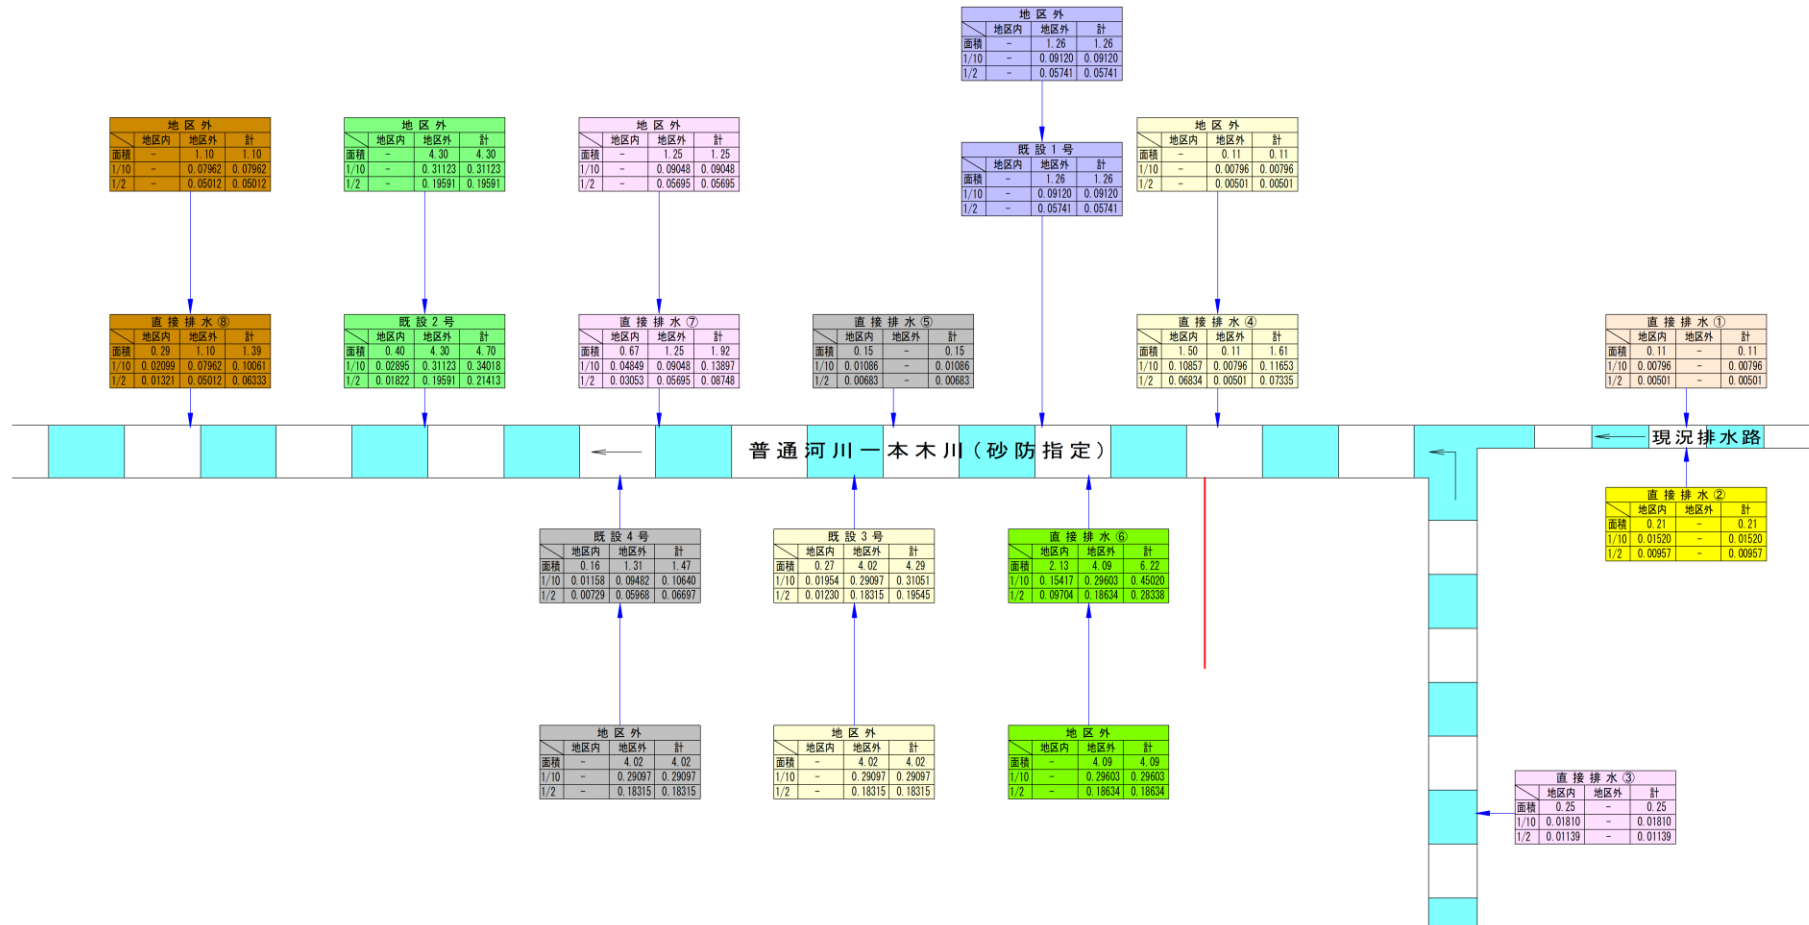 地区外
地区内 地区外 計
面積 - 1.26 1.26
1/10 - 0.09120 0.09120
1/2 - 0.05741 0.05741
地区外
地区内 地区外 計
面積 - 1.10 1.10
1/10 - 0.07962 0.07962
1/2 - 0.05012 0.05012
地区外
地区内 地区外 計
面積 - 4.30 4.30
1/10 - 0.31123 0.31123
1/2 - 0.19591 0.19591
地区外
地区内 地区外 計
面積 - 1.25 1.25
1/10 - 0.09048 0.09048
1/2 - 0.05695 0.05695
既設1号
地区内 地区外 計
面積 - 1.26 1.26
1/10 - 0.09120 0.09120
1/2 - 0.05741 0.05741
地区外
地区内 地区外 計
面積 - 0.11 0.11
1/10 - 0.00796 0.00796
1/2 - 0.00501 0.00501
直接排水⑧
地区内 地区外 計
面積 0.29 1.10 1.39
1/10 0.02099 0.07962 0.10061
1/2 0.01321 0.05012 0.06333
既設2号
地区内 地区外 計
面積 0.40 4.30 4.70
1/10 0.02895 0.31123 0.34018
1/2 0.01822 0.19591 0.21413
直接排水⑦
地区内 地区外 計
面積 0.67 1.25 1.92
1/10 0.04849 0.09048 0.13897
1/2 0.03053 0.05695 0.08748
直接排水⑤
地区内 地区外 計
面積 0.15 - 0.15
1/10 0.01086 - 0.01086
1/2 0.00683 - 0.00683
直接排水④
地区内 地区外 計
面積 1.50 0.11 1.61
1/10 0.10857 0.00796 0.11653
1/2 0.06834 0.00501 0.07335
直接排水①
地区内 地区外 計
面積 0.11 - 0.11
1/10 0.00796 - 0.00796
1/2 0.00501 - 0.00501
普通河川一本木川(砂防指定)
現況排水路
直接排水②
地区内 地区外 計
面積 0.21 - 0.21
1/10 0.01520 - 0.01520
1/2 0.00957 - 0.00957
既設4号
地区内 地区外 計
面積 0.16 1.31 1.47
1/10 0.01158 0.09482 0.10640
1/2 0.00729 0.05968 0.06697
既設3号
地区内 地区外 計
面積 0.27 4.02 4.29
1/10 0.01954 0.29097 0.31051
1/2 0.01230 0.18315 0.19545
直接排水⑥
地区内 地区外 計
面積 2.13 4.09 6.22
1/10 0.15417 0.29603 0.45020
1/2 0.09704 0.18634 0.28338
地区外
地区内 地区外 計
面積 - 4.02 4.02
1/10 - 0.29097 0.29097
1/2 - 0.18315 0.18315
地区外
地区内 地区外 計
面積 - 4.02 4.02
1/10 - 0.29097 0.29097
1/2 - 0.18315 0.18315
地区外
地区内 地区外 計
面積 - 4.09 4.09
1/10 - 0.29603 0.29603
1/2 - 0.18634 0.18634
直接排水③
地区内 地区外 計
面積 0.25 - 0.25
1/10 0.01810 - 0.01810
1/2 0.01139 - 0.01139